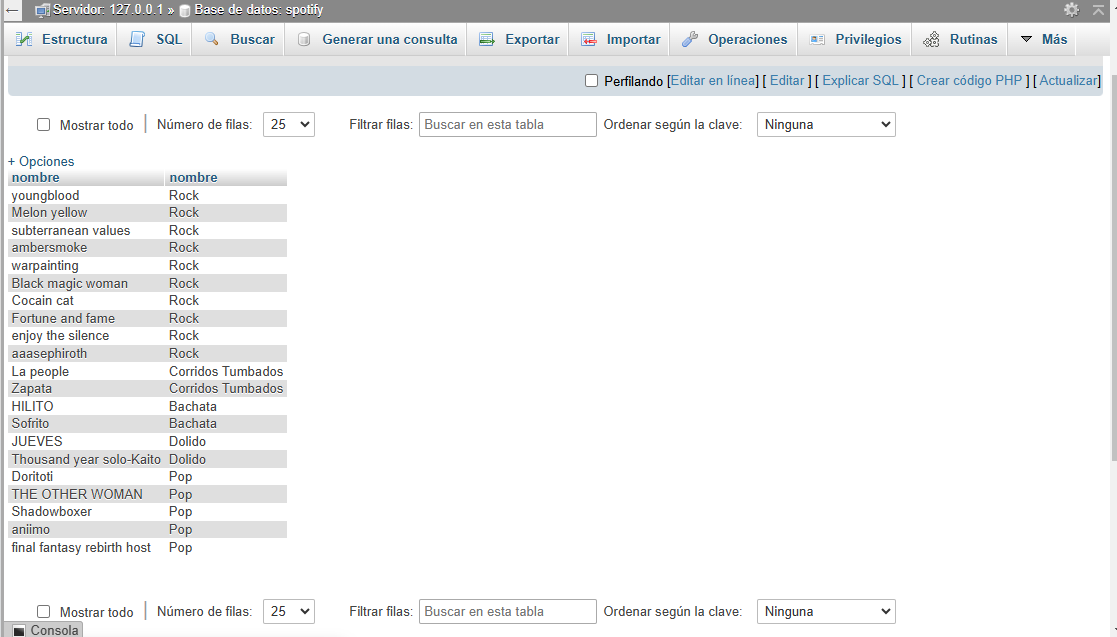 Servidor: 127.0.0.1 » Base de datos: spotify
Estructura SQL Buscar Generar una consulta Exportar Importar Operaciones Privilegios Rutinas Más
Perfilando [Editar en línea] [ Editar ] [ Explicar SQL ] [ Crear código PHP ] [ Actualizar]
Mostrar todo Número de filas: 25 Filtrar filas: Buscar en esta tabla Ordenar según la clave: Ninguna
+ Opciones
nombre nombre
youngblood Rock
Melon yellow Rock
subterranean values Rock
ambersmoke Rock
warpainting Rock
Black magic woman Rock
Cocain cat Rock
Fortune and fame Rock
enjoy the silence Rock
aaasephiroth Rock
La people Corridos Tumbados
Zapata Corridos Tumbados
HILITO Bachata
Sofrito Bachata
JUEVES Dolido
Thousand year solo-Kaito Dolido
Doritoti Pop
THE OTHER WOMAN Pop
Shadowboxer Pop
aniimo Pop
final fantasy rebirth host Pop
Mostrar todo Número de filas: 25 Filtrar filas: Buscar en esta tabla Ordenar según la clave: Ninguna
Consola